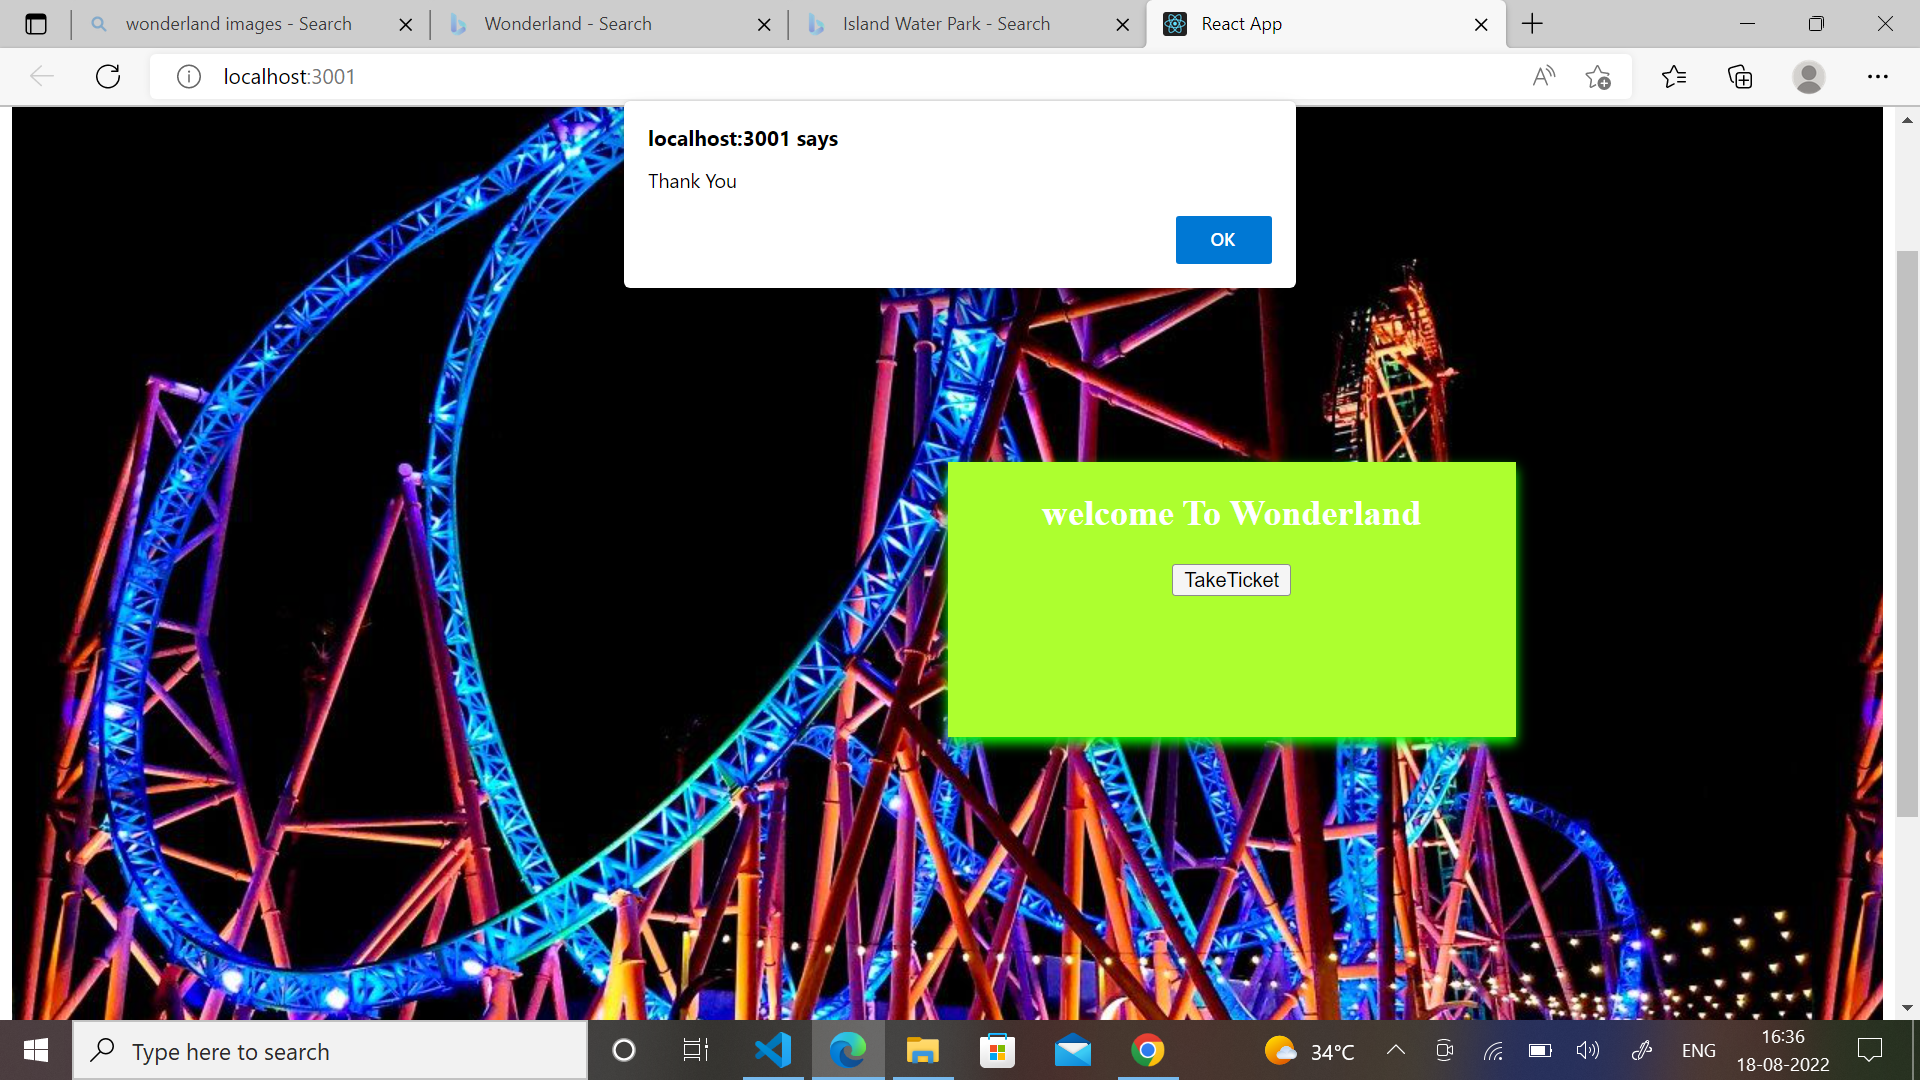 wonderland images - Search
Wonderland - Search
Island Water Park - Search
React App
localhost:3001
localhost:3001 says
Thank You
OK
welcome To Wonderland
TakeTicket
Type here to search
34°C
ENG
16:36
18-08-2022